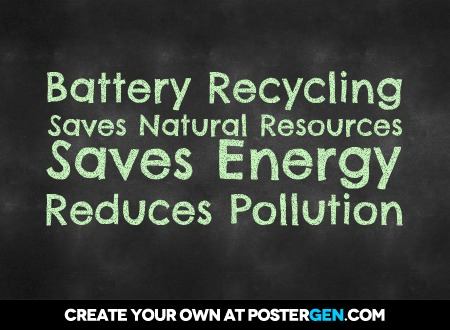 Battery Recycling
Saves Natural Resources
Saves Energy
Reduces Pollution
CREATE YOUR OWN AT POSTERGEN.COM